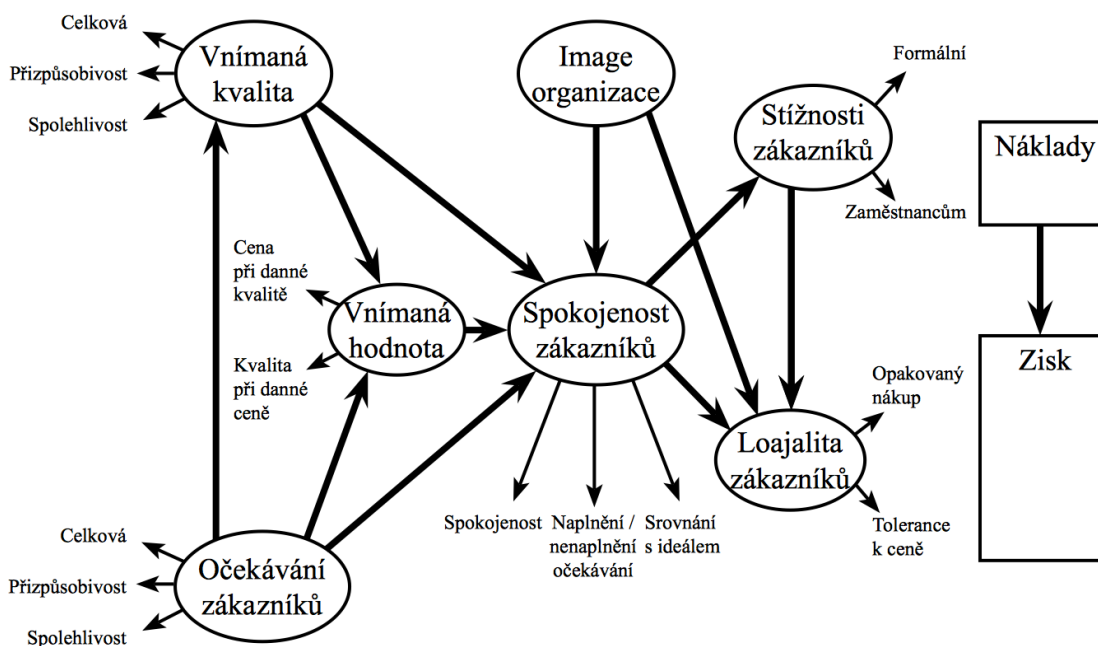 Celková
Přizpůsobivost
Spolehlivost
Vnímaná
kvalita
Image
organizace
Stížnosti
zákazníků
Formální
Zaměstnancům
Náklady
Cena
při danné
kvalitě
Kvalita
při danné
ceně
Vnímaná
hodnota
Spokojenost
zákazníků
Zisk
Opakovaný
nákup
Loajalita
zákazníků
Tolerance
k ceně
Spokojenost
Naplnění /
nenaplnění
očekávání
Srovnání
s ideálem
Celková
Přizpůsobivost
Spolehlivost
Očekávání
zákazníků